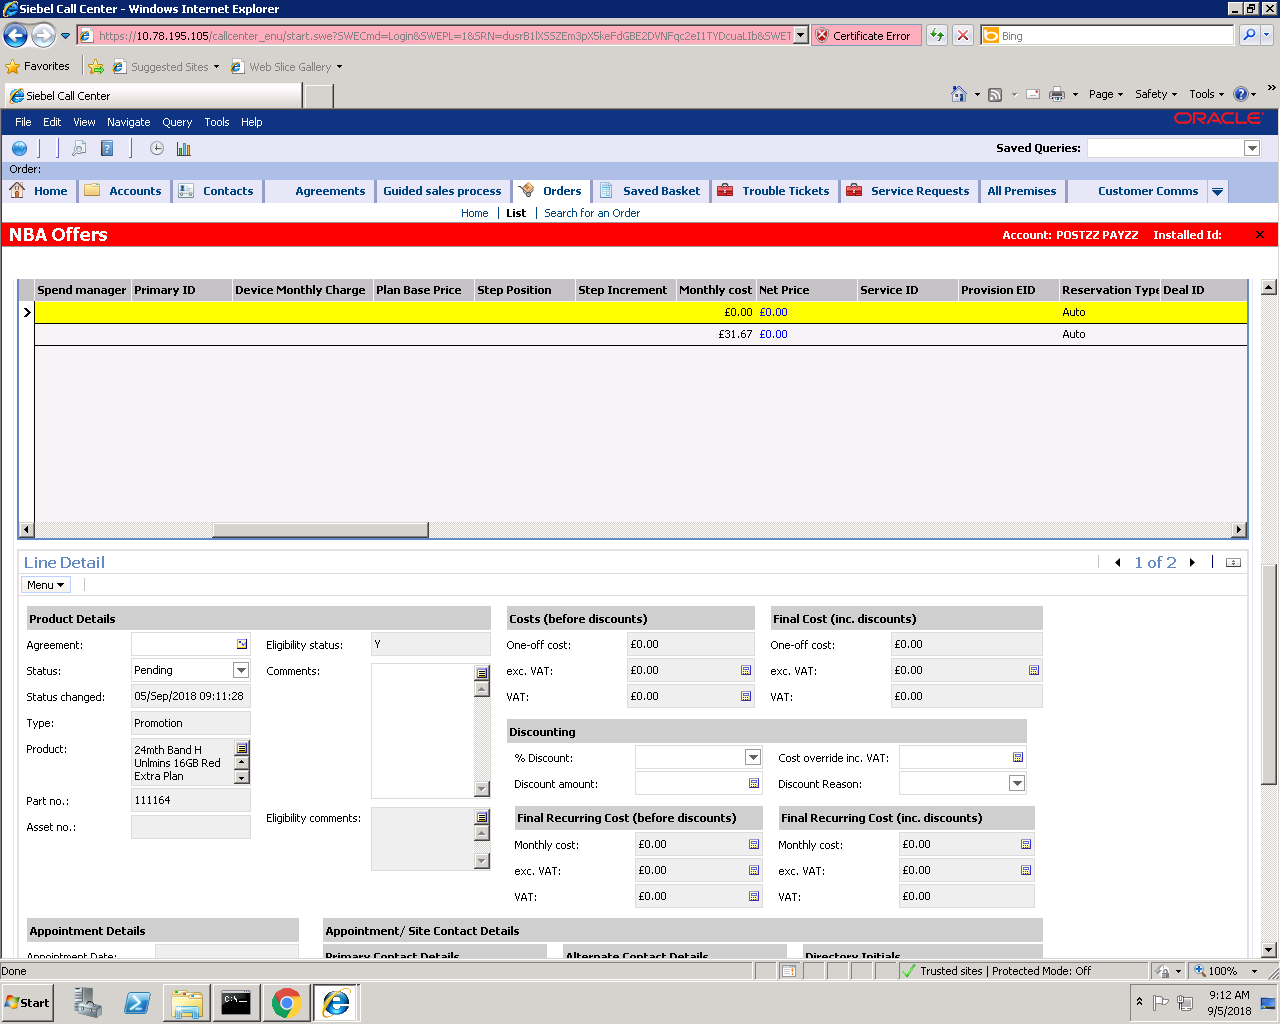 Siebel Call Center - Windows Internet Explorer
https://10.78.195.105/callcenter_enu/start.swe?SWECmd=Login&SWEPL=1&SRN=
Certificate Error
Bing
Favorites
Suggested Sites
Web Slice Gallery
Siebel Call Center
Page
Safety
Tools
File Edit View Navigate Query Tools Help
ORACLE
Saved Queries:
Order:
Home Accounts Contacts Agreements Guided sales process Orders Saved Basket Trouble Tickets Service Requests All Premises Customer Comms
Home | List | Search for an Order
NBA Offers
Account: POSTZZ PAYZZ Installed Id:
Spend manager Primary ID Device Monthly Charge Plan Base Price Step Position Step Increment Monthly cost Net Price Service ID Provision EID Reservation Type Deal ID
£0.00 £0.00 Auto
£31.67 £0.00 Auto
Line Detail
1 of 2
Menu
Product Details
Agreement:
Status: Pending
Status changed: 05/Sep/2018 09:11:28
Type: Promotion
Product: 24mth Band H
Unlmins 16GB Red
Extra Plan
Part no.: 111164
Asset no.:
Eligibility status: Y
Comments:
Eligibility comments:
Costs (before discounts)
One-off cost: £0.00
exc. VAT: £0.00
VAT: £0.00
Final Cost (inc. discounts)
One-off cost: £0.00
exc. VAT: £0.00
VAT: £0.00
Discounting
% Discount:
Discount amount:
Cost override inc. VAT:
Discount Reason:
Final Recurring Cost (before discounts)
Monthly cost: £0.00
exc. VAT: £0.00
VAT: £0.00
Final Recurring Cost (inc. discounts)
Monthly cost: £0.00
exc. VAT: £0.00
VAT: £0.00
Appointment Details
Appointment Date:
Appointment/ Site Contact Details
Primary Contact Details
Alternate Contact Details
Directory Initials
Done
Trusted sites | Protected Mode: Off
100%
Start
C:\.
9:12 AM
9/5/2018